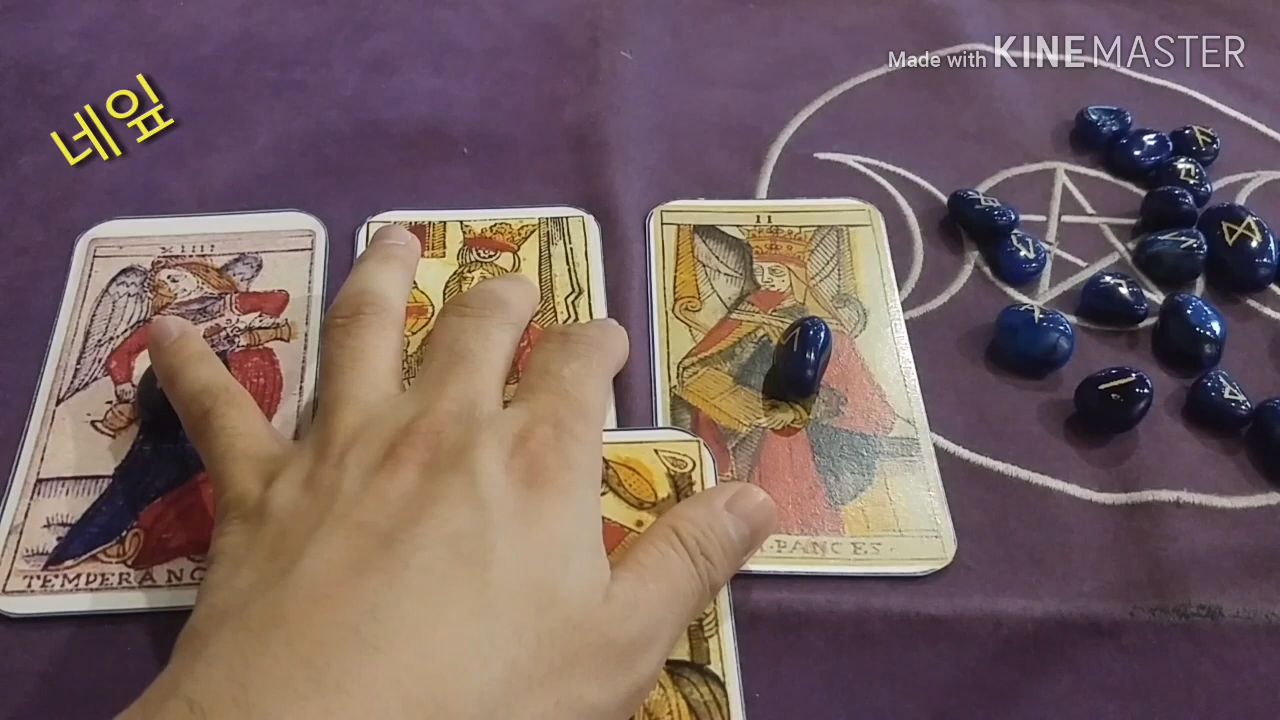 Made with KINEMASTER
네잎
XIIII
II
TEMPERANC
PANCES